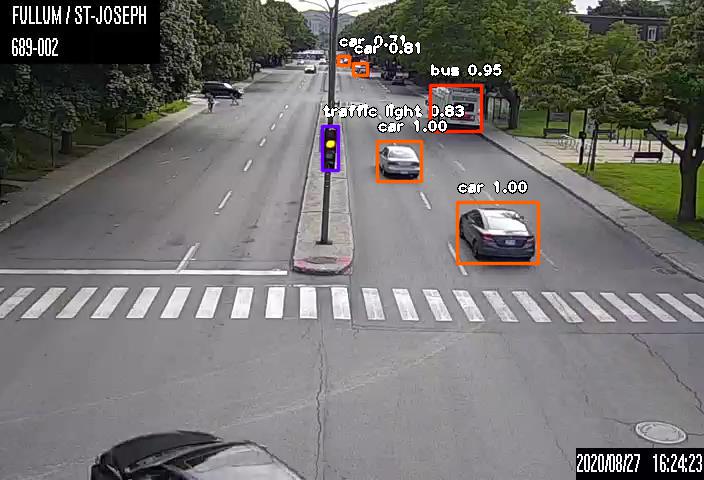 FULLUM / ST-JOSEPH
689-002
car 0.71
car 0.81
bus 0.95
traffic light 0.83
car 1.00
car 1.00
2020/08/27 16:24:23